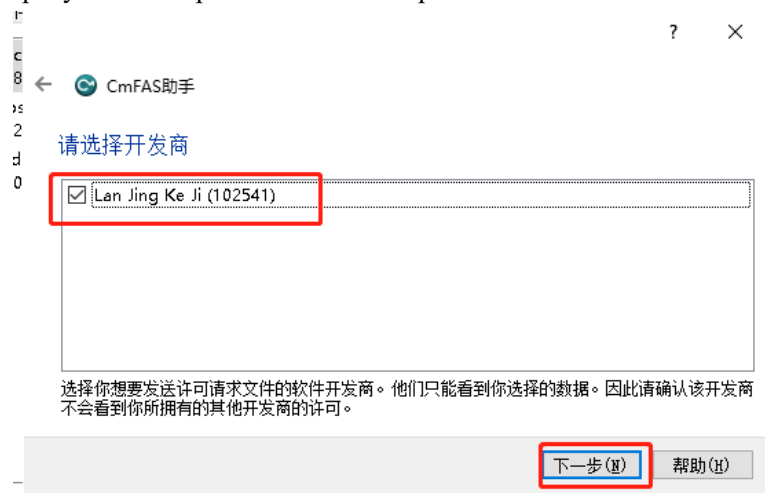 ? ×
← CmFAS助手
请选择开发商
Lan Jing Ke Ji (102541)
选择你想要发送许可请求文件的软件开发商。他们只能看到你选择的数据。因此请确认该开发商
不会看到你所拥有的其他开发商的许可。
下一步(N) 帮助(H)